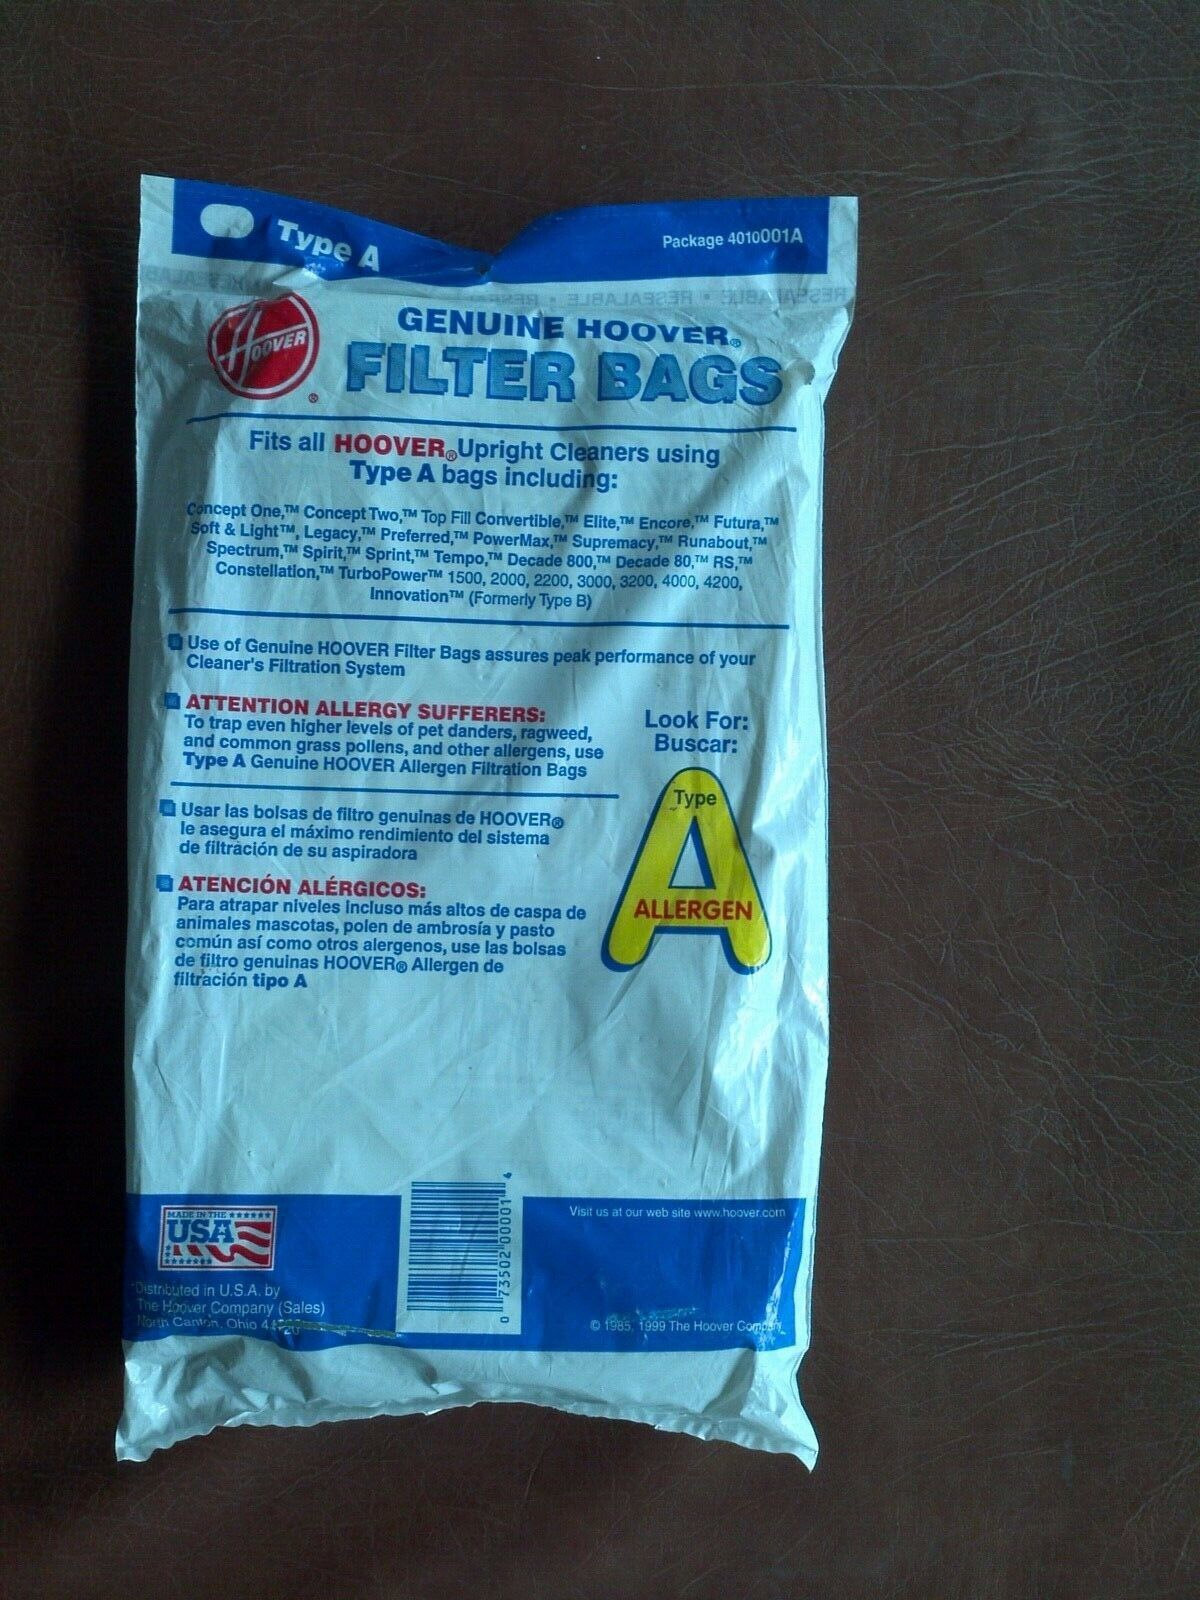 Type A
Package 4010001A
RESEALABLE • RESEALABLE • RESEALABLE
HOOVER
®
GENUINE HOOVER®
FILTER BAGS
Fits all HOOVER® Upright Cleaners using
Type A bags including:
Concept One,™ Concept Two,™ Top Fill Convertible,™ Elite,™ Encore,™ Futura,™
Soft & Light™, Legacy,™ Preferred,™ PowerMax,™ Supremacy,™ Runabout,™
Spectrum,™ Spirit,™ Sprint,™ Tempo,™ Decade 800,™ Decade 80,™ RS,™
Constellation,™ TurboPower™ 1500, 2000, 2200, 3000, 3200, 4000, 4200,
Innovation™ (Formerly Type B)
Use of Genuine HOOVER Filter Bags assures peak performance of your
Cleaner's Filtration System
ATTENTION ALLERGY SUFFERERS:
To trap even higher levels of pet danders, ragweed,
and common grass pollens, and other allergens, use
Type A Genuine HOOVER Allergen Filtration Bags
Look For:
Buscar:
Type
A
ALLERGEN
Usar las bolsas de filtro genuinas de HOOVER®
le asegura el máximo rendimiento del sistema
de filtración de su aspiradora
ATENCIÓN ALÉRGICOS:
Para atrapar niveles incluso más altos de caspa de
animales mascotas, polen de ambrosía y pasto
común así como otros alergenos, use las bolsas
de filtro genuinas HOOVER® Allergen de
filtración tipo A
MADE IN THE
USA
Distributed in U.S.A. by
The Hoover Company (Sales)
North Canton, Ohio
0 73502 00001 4
Visit us at our web site www.hoover.com
© 1985, 1999 The Hoover Company